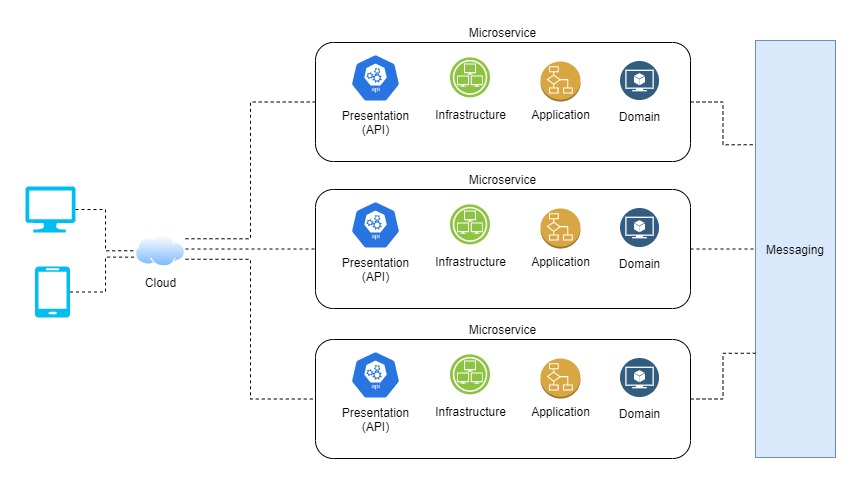 Microservice
api
Presentation
(API)
Infrastructure
Application
Domain
Microservice
api
Presentation
(API)
Infrastructure
Application
Domain
Messaging
Cloud
Microservice
api
Presentation
(API)
Infrastructure
Application
Domain